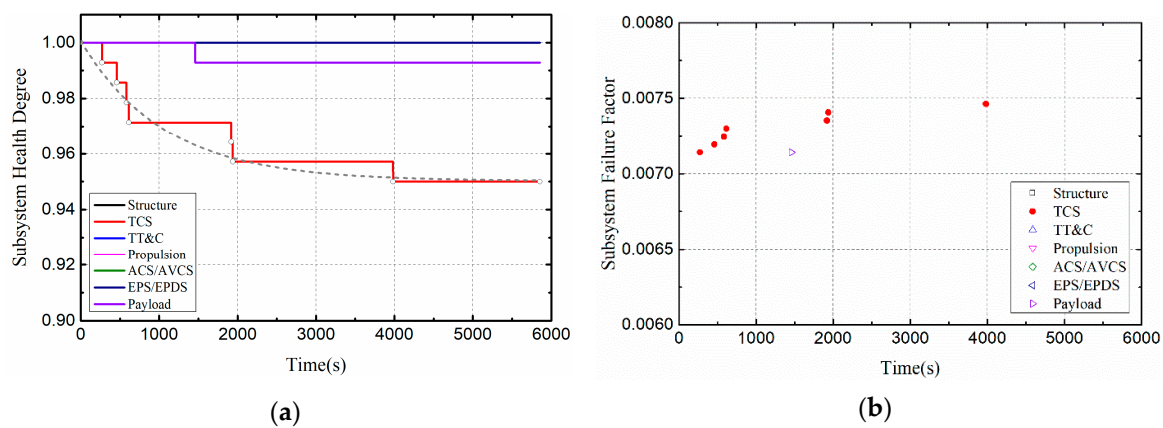 1.00
0.98
0.96
0.94
0.92
0.90
Subsystem Health Degree
Structure
TCS
TT&C
Propulsion
ACS/AVCS
EPS/EPDS
Payload
0 1000 2000 3000 4000 5000 6000
Time(s)
(a)
0.0080
0.0075
0.0070
0.0065
0.0060
Subsystem Failure Factor
Structure
TCS
TT&C
Propulsion
ACS/AVCS
EPS/EPDS
Payload
0 1000 2000 3000 4000 5000 6000
Time(s)
(b)